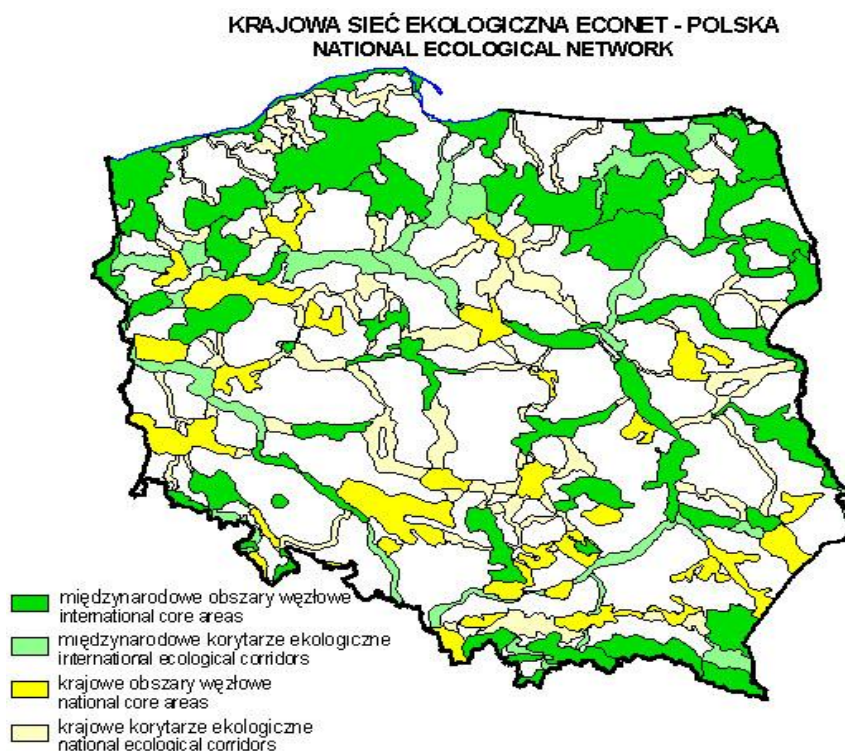 KRAJOWA SIEĆ EKOLOGICZNA ECONET - POLSKA
NATIONAL ECOLOGICAL NETWORK
międzynarodowe obszary węzłowe
international core areas
międzynarodowe korytarze ekologiczne
international ecological corridors
krajowe obszary węzłowe
national core areas
krajowe korytarze ekologiczne
national ecological corridors